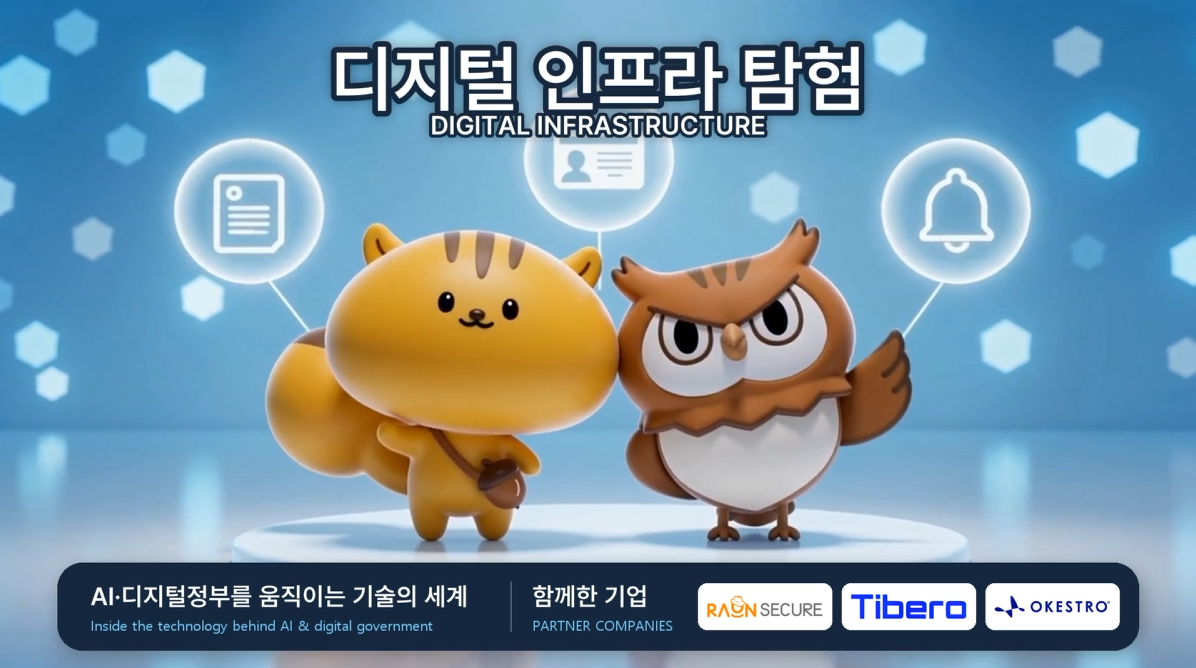 디지털 인프라 탐험
DIGITAL INFRASTRUCTURE
AI·디지털정부를 움직이는 기술의 세계
Inside the technology behind AI & digital government
함께한 기업
PARTNER COMPANIES
RAON SECURE
Tibero
OKESTRO